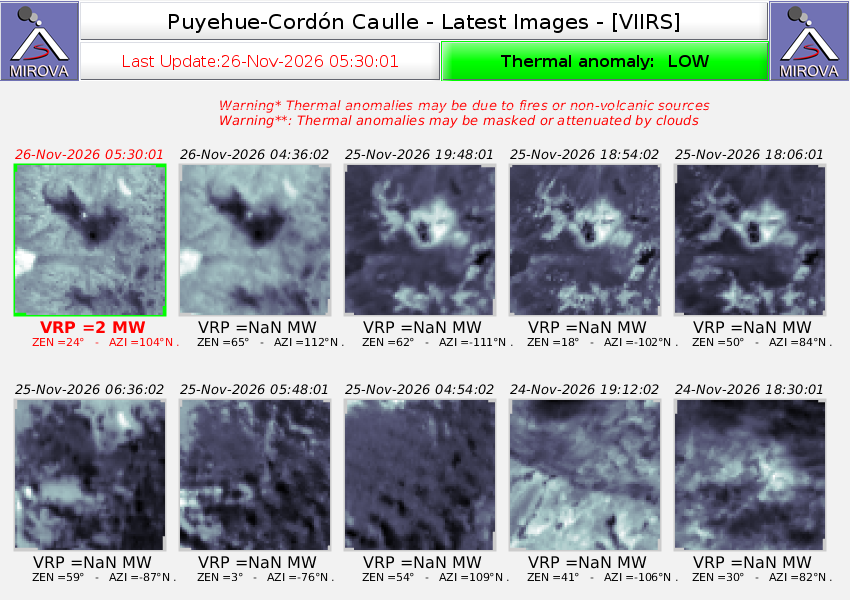 Puyehue-Cordón Caulle - Latest Images - [VIIRS]
MIROVA
Last Update:26-Nov-2026 05:30:01
Thermal anomaly: LOW
MIROVA
Warning* Thermal anomalies may be due to fires or non-volcanic sources
Warning**: Thermal anomalies may be masked or attenuated by clouds
26-Nov-2026 05:30:01 26-Nov-2026 04:36:02 25-Nov-2026 19:48:01 25-Nov-2026 18:54:02 25-Nov-2026 18:06:01
VRP =2 MW VRP =NaN MW VRP =NaN MW VRP =NaN MW VRP =NaN MW
ZEN =24° - AZI =104°N . ZEN =65° - AZI =112°N . ZEN =62° - AZI =-111°N . ZEN =18° - AZI =-102°N . ZEN =50° - AZI =84°N .
25-Nov-2026 06:36:02 25-Nov-2026 05:48:01 25-Nov-2026 04:54:02 24-Nov-2026 19:12:02 24-Nov-2026 18:30:01
VRP =NaN MW VRP =NaN MW VRP =NaN MW VRP =NaN MW VRP =NaN MW
ZEN =59° - AZI =-87°N . ZEN =3° - AZI =-76°N . ZEN =54° - AZI =109°N . ZEN =41° - AZI =-106°N . ZEN =30° - AZI =82°N .